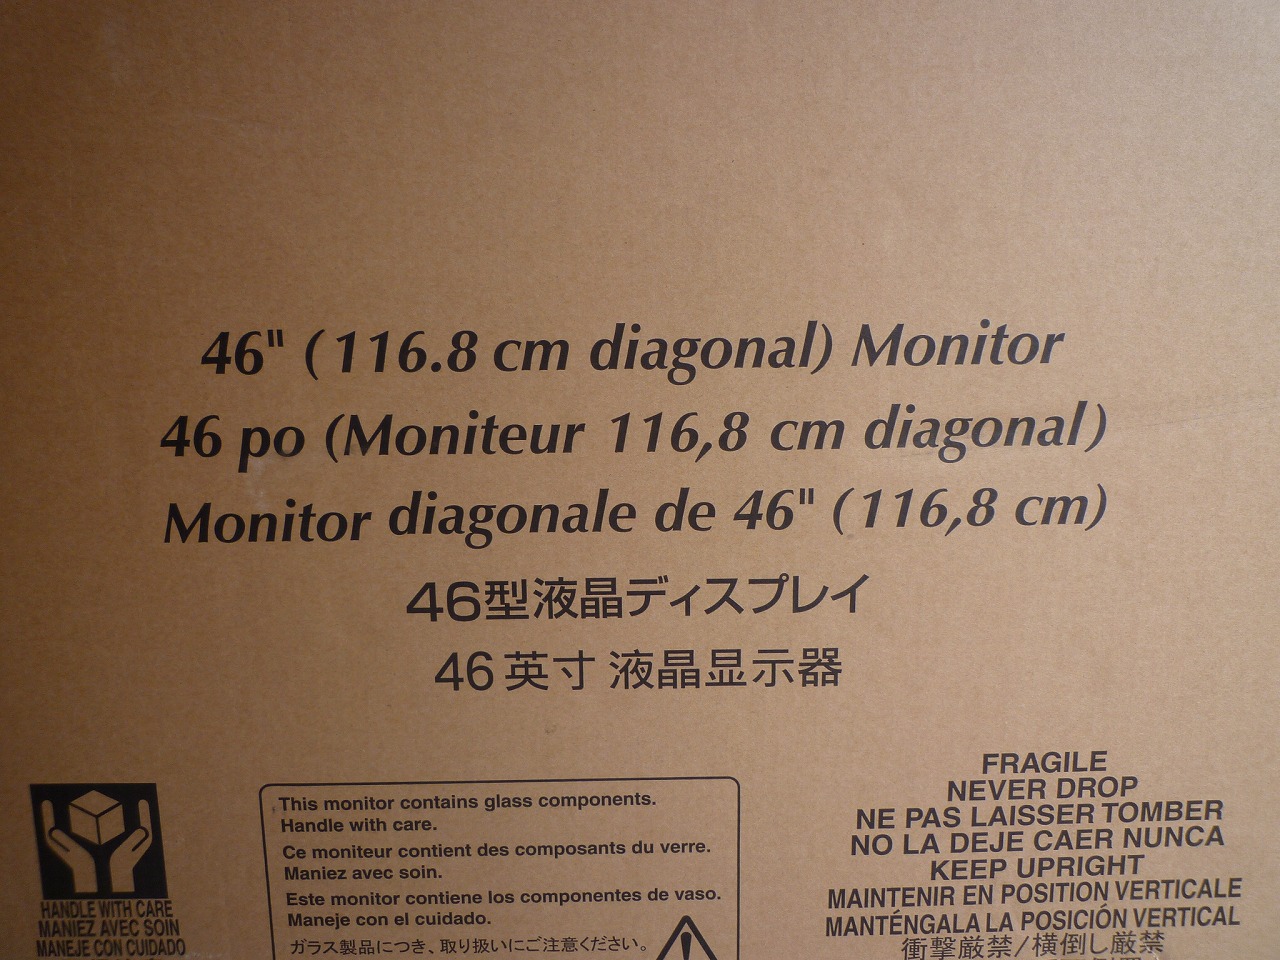 46" (116.8 cm diagonal) Monitor
46 po (Moniteur 116,8 cm diagonal)
Monitor diagonale de 46" (116,8 cm)
46型液晶ディスプレイ
46 英寸 液晶显示器
HANDLE WITH CARE
MANIEZ AVEC SOIN
MANEJE CON CUIDADO
This monitor contains glass components.
Handle with care.
Ce moniteur contient des composants du verre.
Maniez avec soin.
Este monitor contiene los componentes de vaso.
Maneje con el cuidado.
ガラス製品につき、取り扱いにご注意ください。
FRAGILE
NEVER DROP
NE PAS LAISSER TOMBER
NO LA DEJE CAER NUNCA
KEEP UPRIGHT
MAINTENIR EN POSITION VERTICALE
MANTÉNGALA LA POSICIÓN VERTICAL
衝撃厳禁/横倒し厳禁